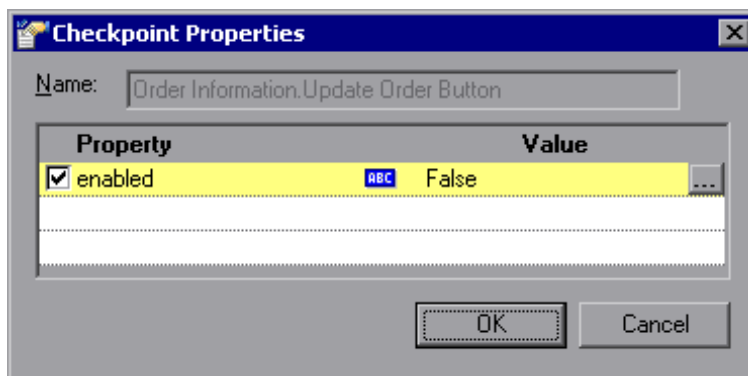 Checkpoint Properties
Name: Order Information.Update Order Button
Property Value
enabled ABC False ...
OK Cancel